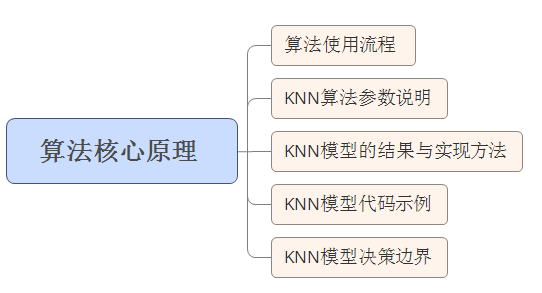 算法核心原理
算法使用流程
KNN算法参数说明
KNN模型的结果与实现方法
KNN模型代码示例
KNN模型决策边界